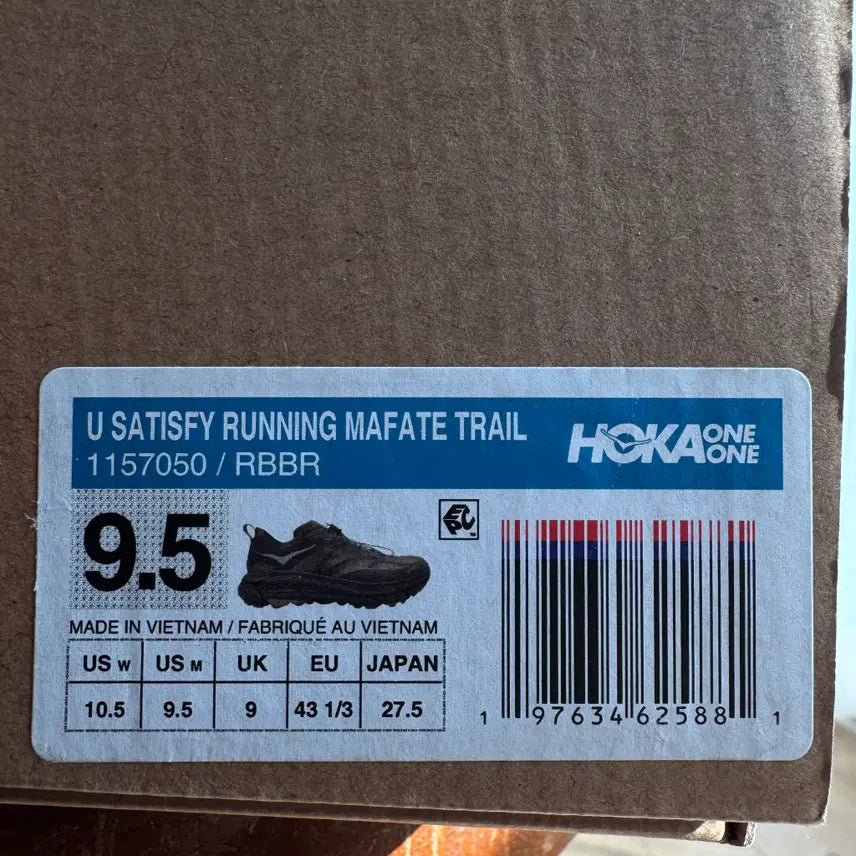 U SATISFY RUNNING MAFATE TRAIL
1157050 / RBBR
HOKA ONE ONE
9.5
EPC
MADE IN VIETNAM / FABRIQUÉ AU VIETNAM
US W US M UK EU JAPAN
10.5 9.5 9 43 1/3 27.5
1 97634 62588 1